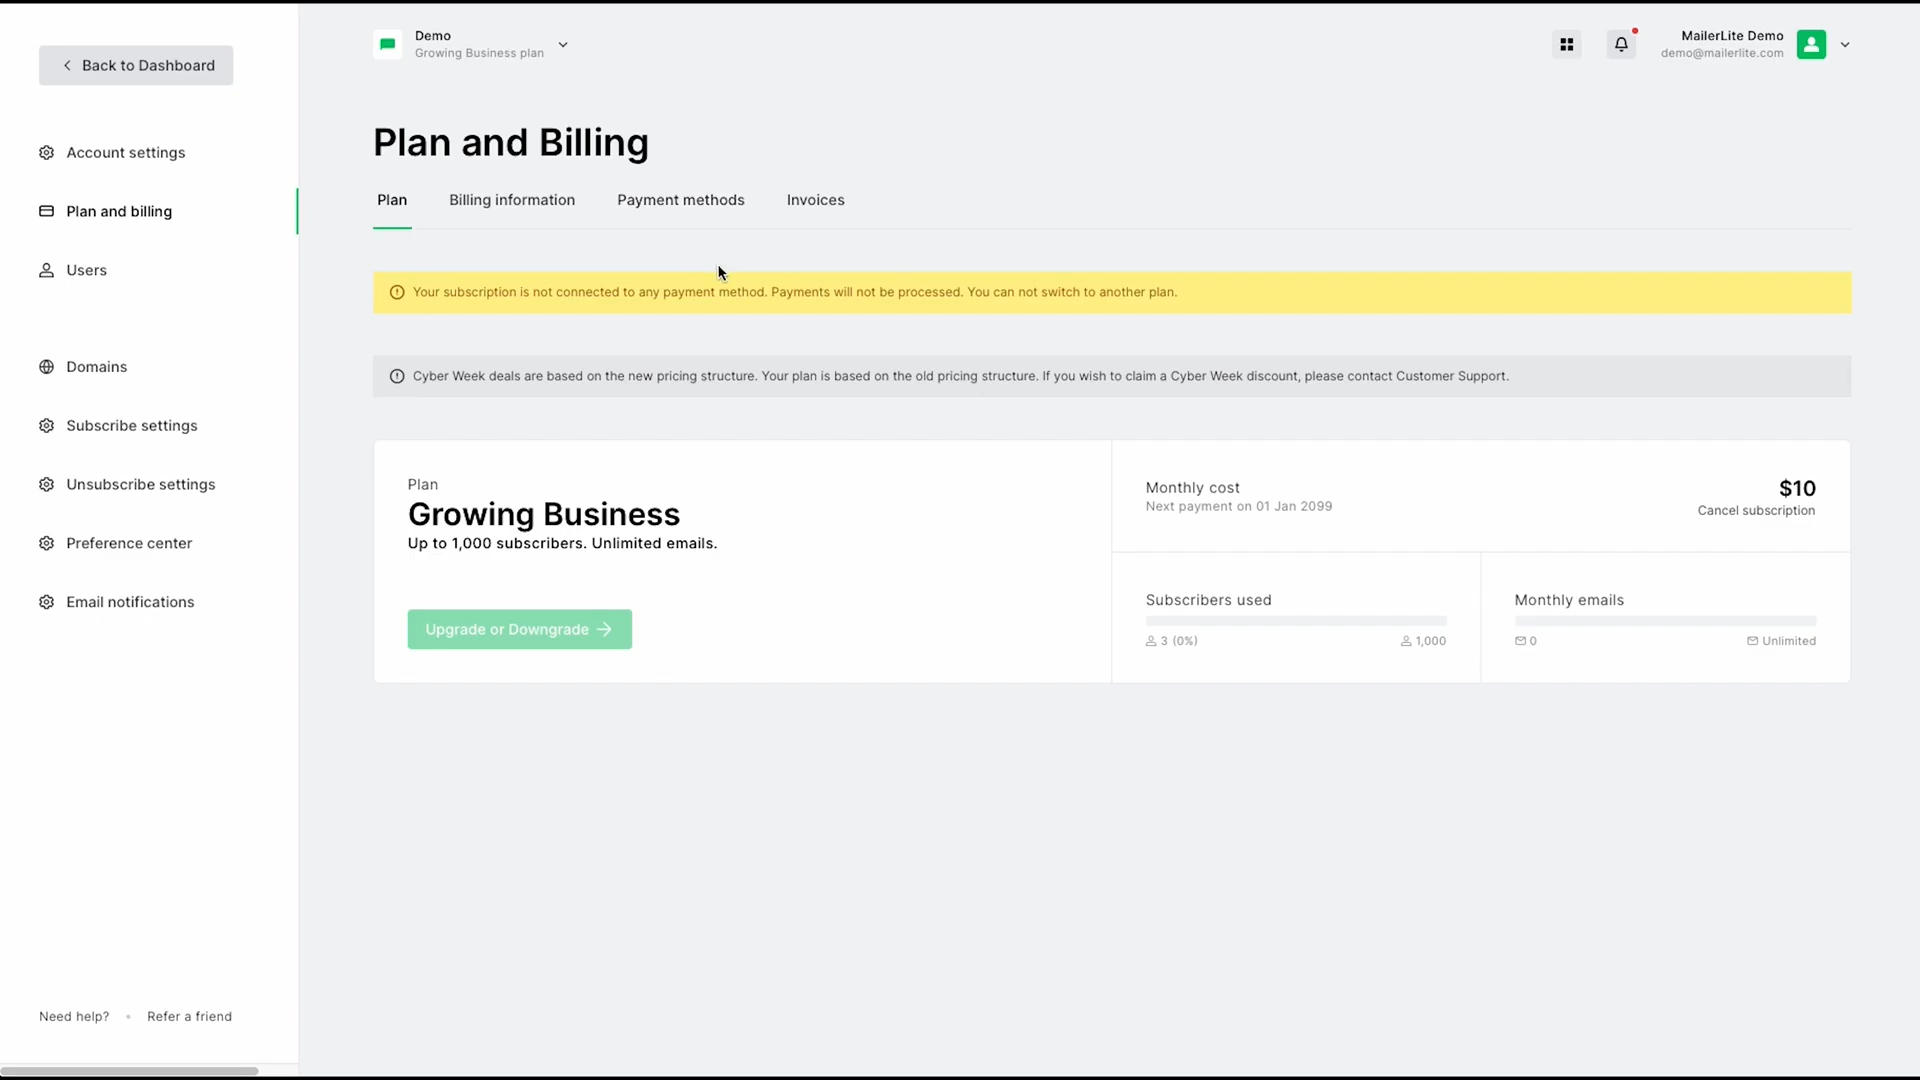 Back to Dashboard
Account settings
Plan and billing
Users
Domains
Subscribe settings
Unsubscribe settings
Preference center
Email notifications
Need help?
Refer a friend
Demo
Growing Business plan
MailerLite Demo
demo@mailerlite.com
Plan and Billing
Plan
Billing information
Payment methods
Invoices
Your subscription is not connected to any payment method. Payments will not be processed. You can not switch to another plan.
Cyber Week deals are based on the new pricing structure. Your plan is based on the old pricing structure. If you wish to claim a Cyber Week discount, please contact Customer Support.
Plan
Growing Business
Up to 1,000 subscribers. Unlimited emails.
Upgrade or Downgrade
Monthly cost
Next payment on 01 Jan 2099
$10
Cancel subscription
Subscribers used
3 (0%)
1,000
Monthly emails
0
Unlimited